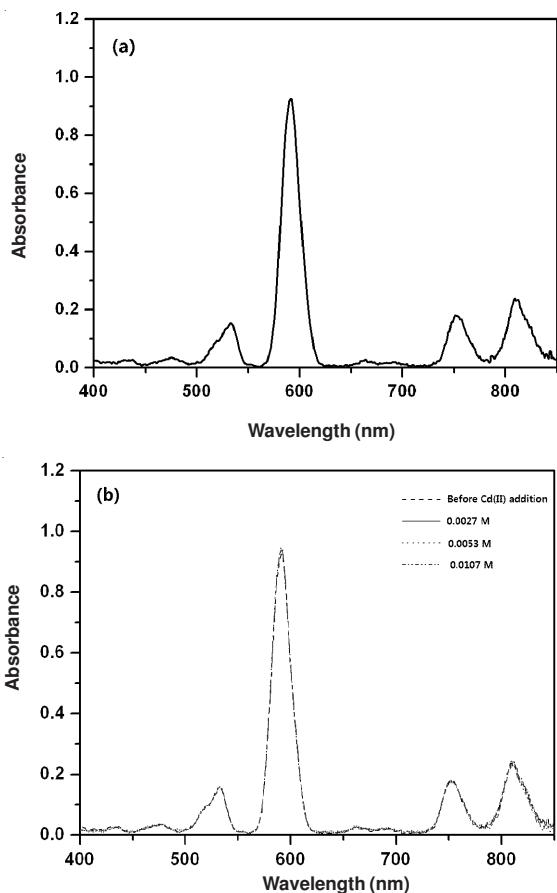 (a)
Absorbance
1.2
1.0
0.8
0.6
0.4
0.2
0.0
400 500 600 700 800
Wavelength (nm)
(b)
Absorbance
1.2
1.0
0.8
0.6
0.4
0.2
0.0
Before Cd(II) addition
0.0027 M
0.0053 M
0.0107 M
400 500 600 700 800
Wavelength (nm)